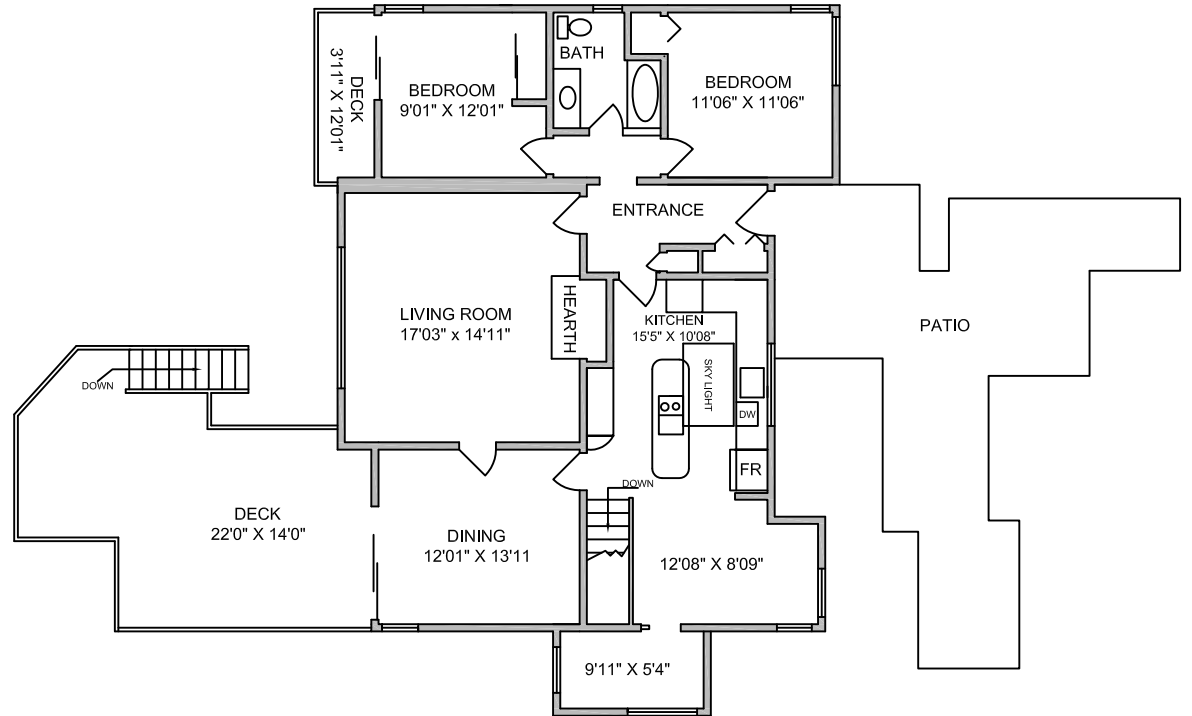 BATH
DECK
3'11" X 12'01"
BEDROOM
9'01" X 12'01"
BEDROOM
11'06" X 11'06"
ENTRANCE
LIVING ROOM
17'03" x 14'11"
HEARTH
KITCHEN
15'5" X 10'08"
PATIO
SKY LIGHT
DOWN
DW
FR
DOWN
DECK
22'0" X 14'0"
DINING
12'01" X 13'11
12'08" X 8'09"
9'11" X 5'4"